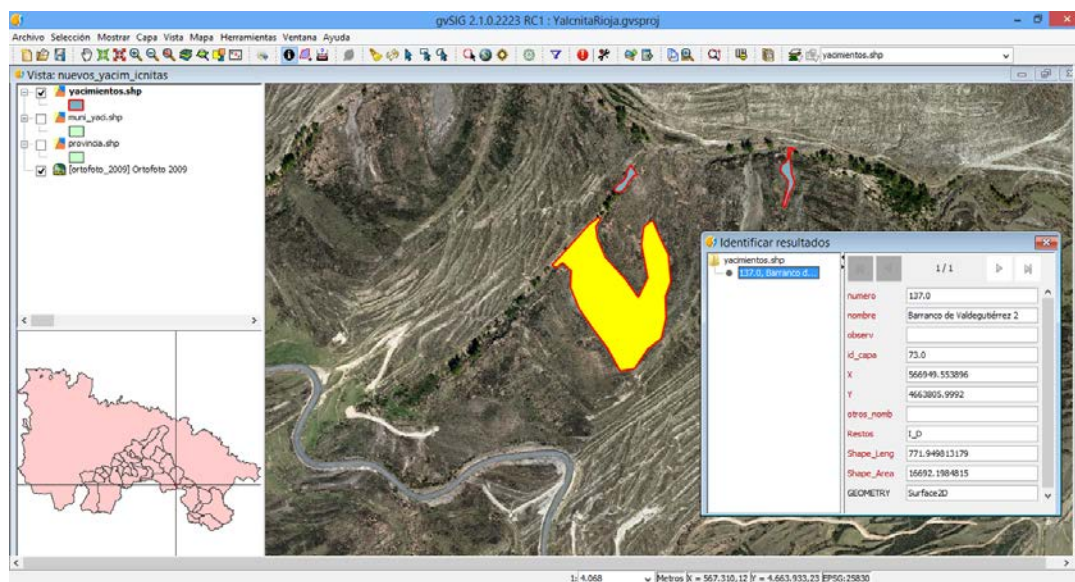 gvSIG 2.1.0.2223 RC1 : YaIcnitaRioja.gvsproj
Archivo Selección Mostrar Capa Vista Mapa Herramientas Ventana Ayuda
yacimientos.shp
Vista: nuevos_yacim_icnitas
yacimientos.shp
muni_yaci.shp
provincia.shp
[ortofoto_2009] Ortofoto 2009
Identificar resultados
yacimientos.shp
137.0, Barranco d...
1/1
numero 137.0
nombre Barranco de Valdegutiérrez 2
observ
id_capa 73.0
X 566949.553896
Y 4663805.9992
otros_nomb
Restos I_D
Shape_Leng 771.949813179
Shape_Area 16692.1984815
GEOMETRY Surface2D
1: 4.068 Metros X = 567.310,12 Y = 4.663.933,23 EPSG:25830